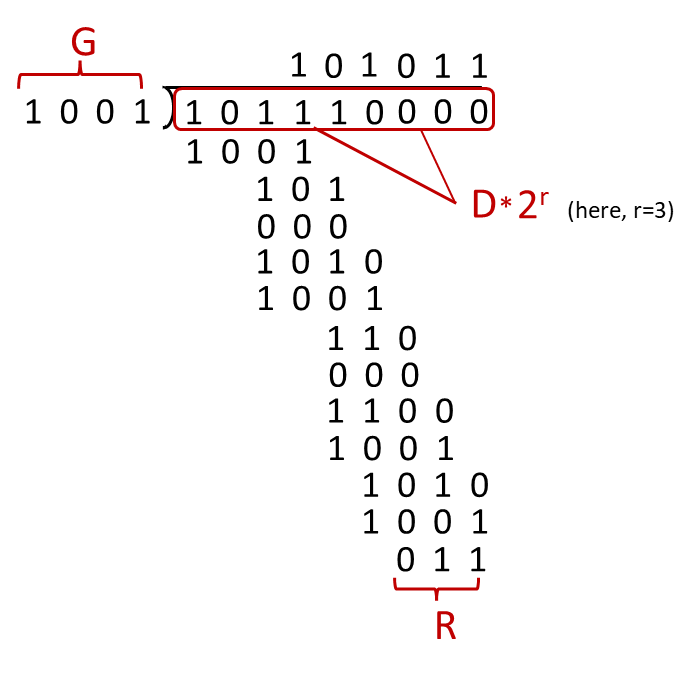 G
1 0 1 0 1 1
1 0 0 1 1 0 1 1 1 0 0 0 0
1 0 0 1
1 0 1
D*2^r (here, r=3)
0 0 0
1 0 1 0
1 0 0 1
1 1 0
0 0 0
1 1 0 0
1 0 0 1
1 0 1 0
1 0 0 1
0 1 1
R